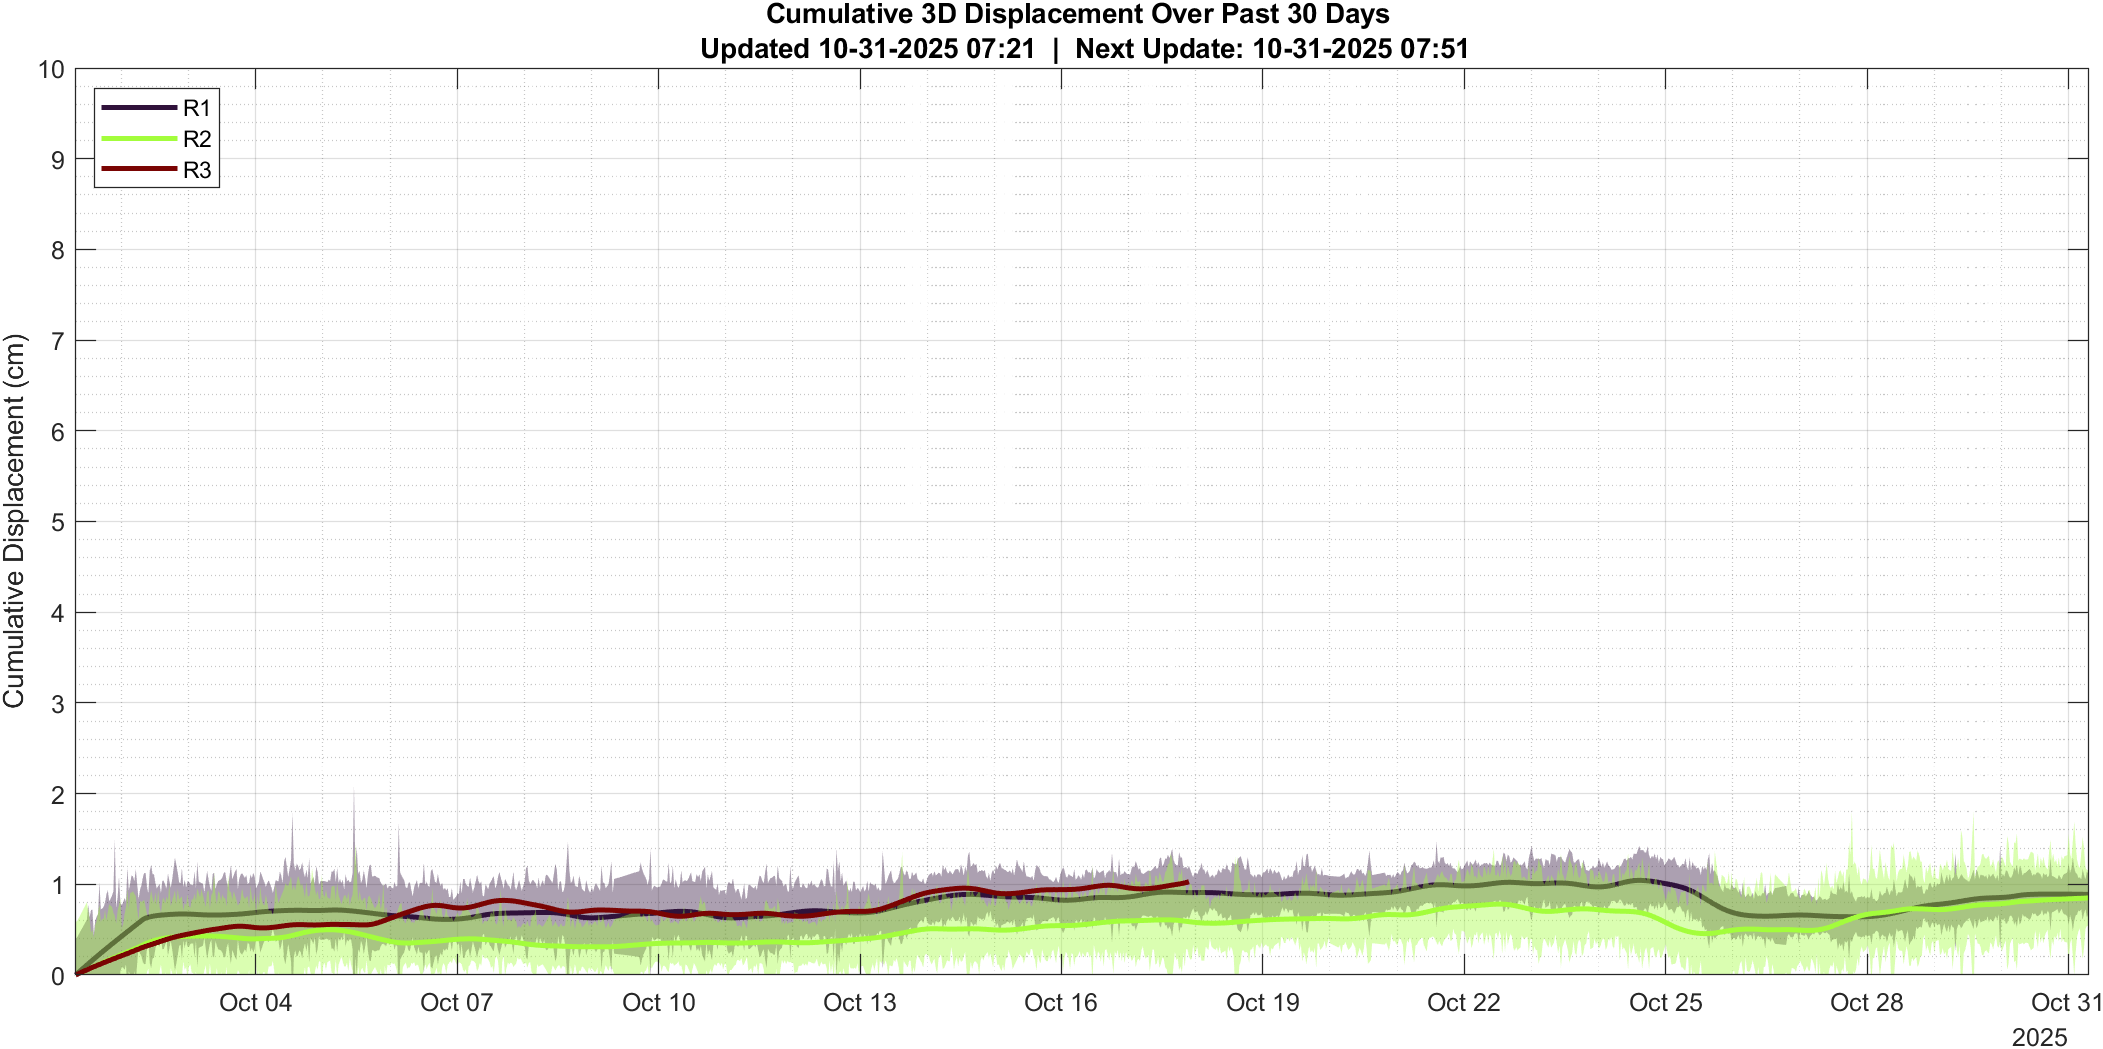 Cumulative 3D Displacement Over Past 30 Days
Updated 10-31-2025 07:21 | Next Update: 10-31-2025 07:51
Cumulative Displacement (cm)
10
9
8
7
6
5
4
3
2
1
0
R1
R2
R3
Oct 04
Oct 07
Oct 10
Oct 13
Oct 16
Oct 19
Oct 22
Oct 25
Oct 28
Oct 31
2025